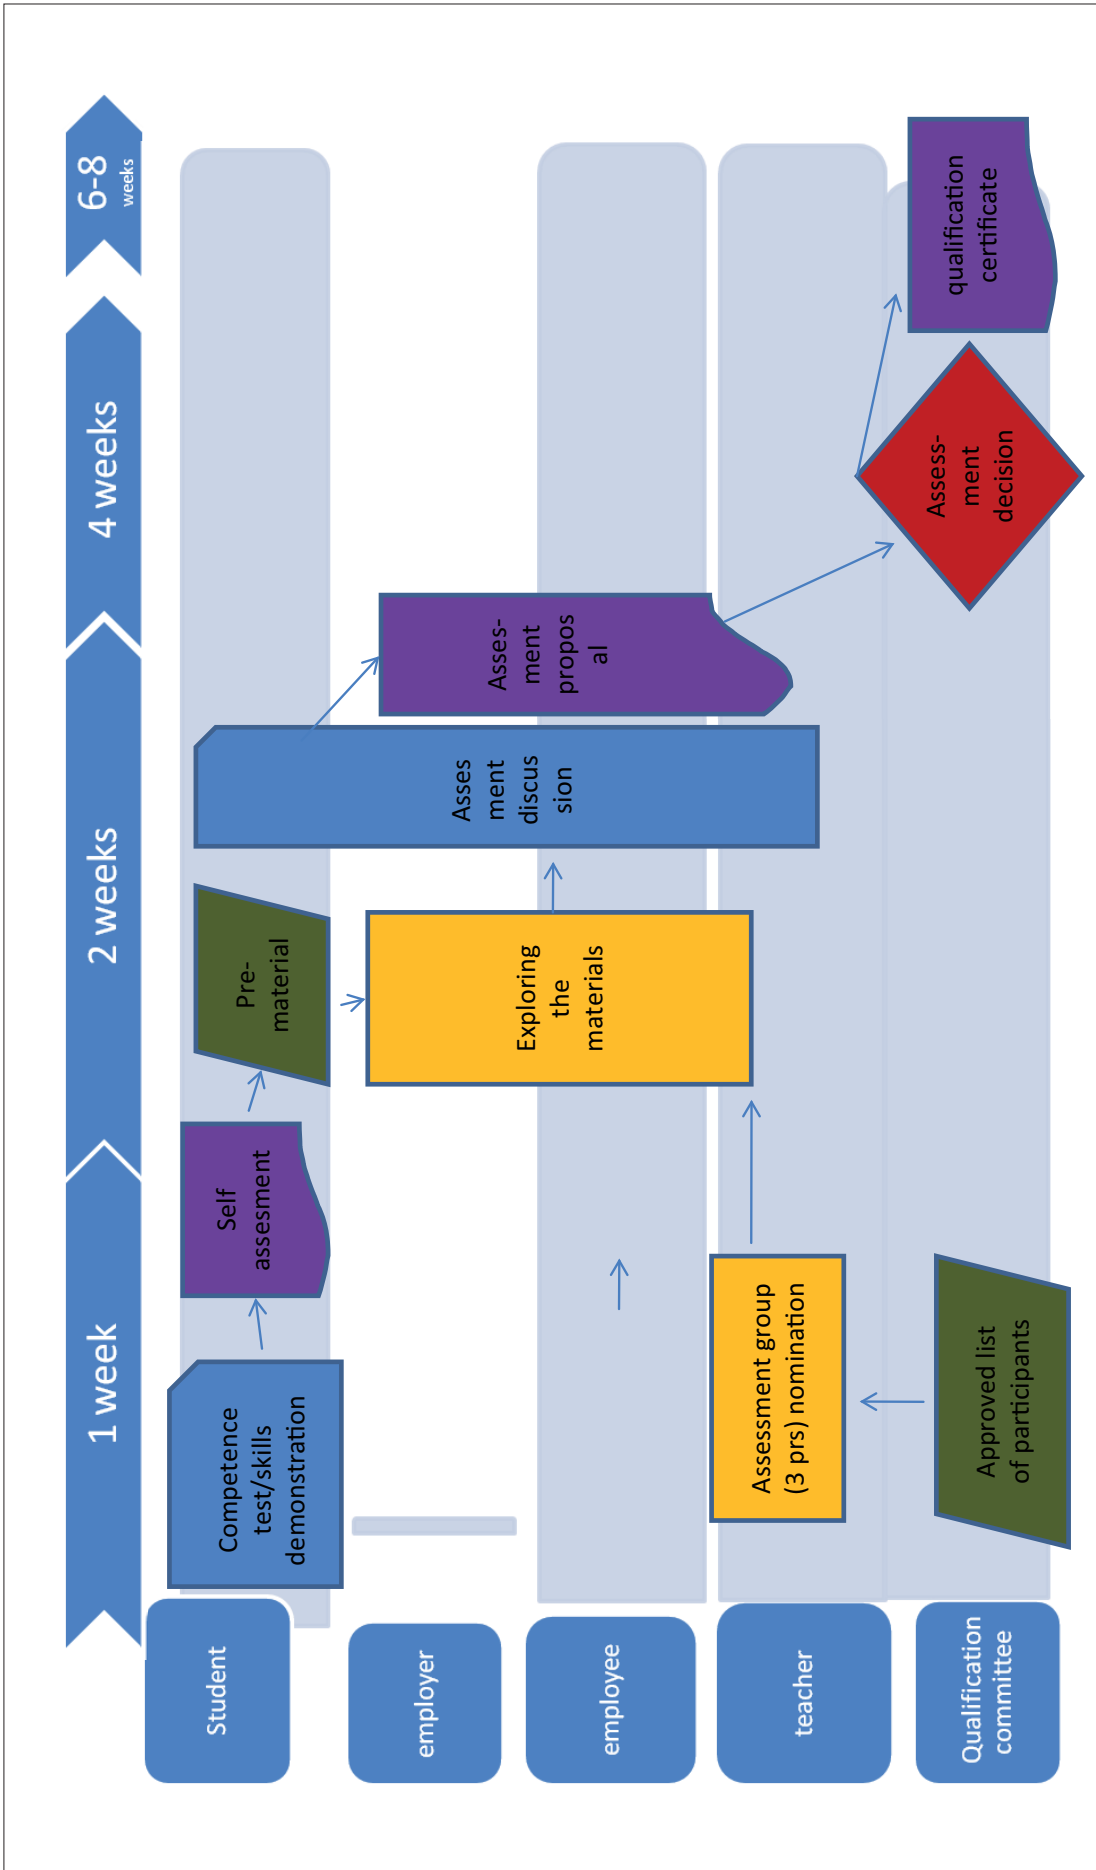 1 week
2 weeks
4 weeks
6-8
weeks
Student
Competence
test/skills
demonstration
Self
assesment
Pre-
material
employer
Exploring
the
materials
Asses
ment
discus
sion
Asses-
ment
propos
al
employee
teacher
Assessment group
(3 prs) nomination
Qualification
committee
Approved list
of participants
Assess-
ment
decision
qualification
certificate